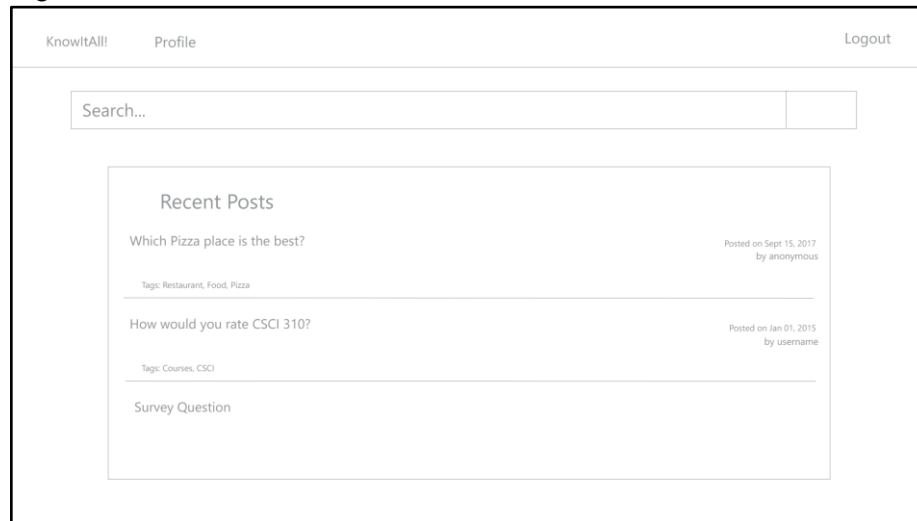 KnowItAll! Profile Logout
Search...
Recent Posts
Which Pizza place is the best?
Posted on Sept 15, 2017
by anonymous
Tags: Restaurant, Food, Pizza
How would you rate CSCI 310?
Posted on Jan 01, 2015
by username
Tags: Courses, CSCI
Survey Question